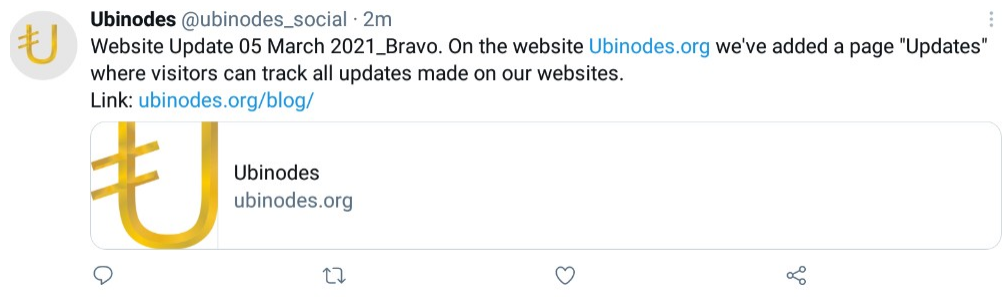 Ubinodes @ubinodes_social · 2m
Website Update 05 March 2021_Bravo. On the website Ubinodes.org we've added a page "Updates"
where visitors can track all updates made on our websites.
Link: ubinodes.org/blog/
Ubinodes
ubinodes.org